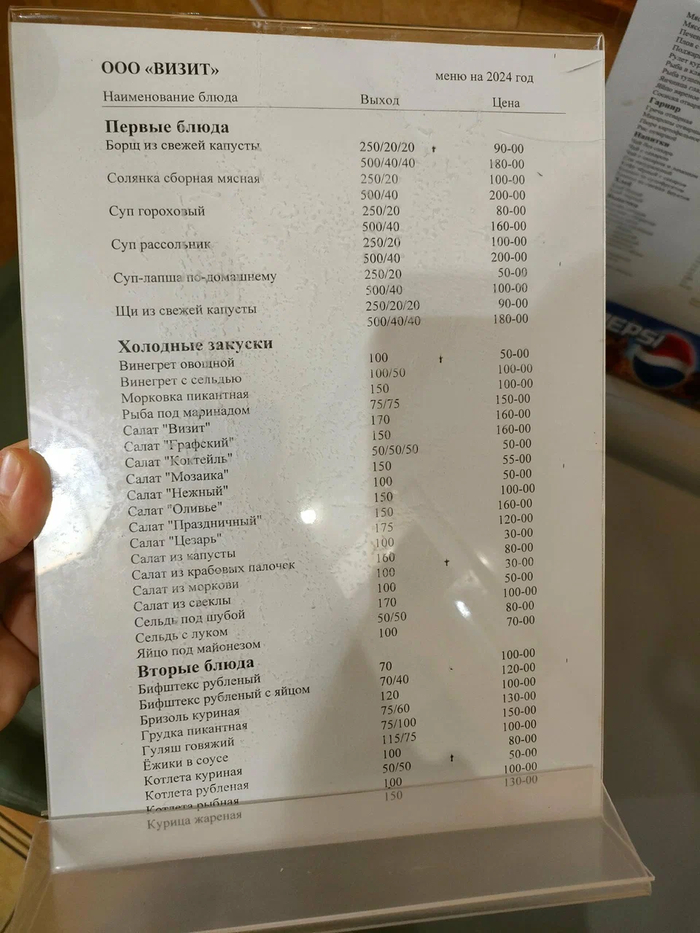 ООО «ВИЗИТ» меню на 2024 год
Наименование блюда Выход Цена
Первые блюда
Борщ из свежей капусты 250/20/20 90-00
500/40/40 180-00
Солянка сборная мясная 250/20 100-00
500/40 200-00
Суп гороховый 250/20 80-00
500/40 160-00
Суп рассольник 250/20 100-00
500/40 200-00
Суп-лапша по-домашнему 250/20 50-00
500/40 100-00
Щи из свежей капусты 250/20/20 90-00
500/40/40 180-00
Холодные закуски
Винегрет овощной 100 50-00
Винегрет с сельдью 100/50 100-00
Морковка пикантная 150 100-00
Рыба под маринадом 75/75 150-00
Салат "Визит" 170 160-00
Салат "Графский" 150 160-00
Салат "Коктейль" 50/50/50 50-00
Салат "Мозаика" 150 55-00
Салат "Нежный" 100 50-00
Салат "Оливье" 150 100-00
Салат "Праздничный" 150 160-00
Салат "Цезарь" 175 120-00
Салат из капусты 100 30-00
Салат из крабовых палочек 160 80-00
Салат из моркови 100 30-00
Салат из свеклы 100 50-00
Сельдь под шубой 170 100-00
Сельдь с луком 50/50 80-00
Яйцо под майонезом 100 70-00
Вторые блюда
Бифштекс рубленый 70 100-00
Бифштекс рубленый с яйцом 70/40 120-00
Бризоль куриная 120 100-00
Грудка пикантная 75/60 130-00
Гуляш говяжий 75/100 150-00
Ёжики в соусе 115/75 100-00
Котлета куриная 100 80-00
Котлета рубленая 50/50 50-00
Котлета рыбная 100 100-00
Курица жареная 150 130-00
Гарнир
Напитки
EPSI